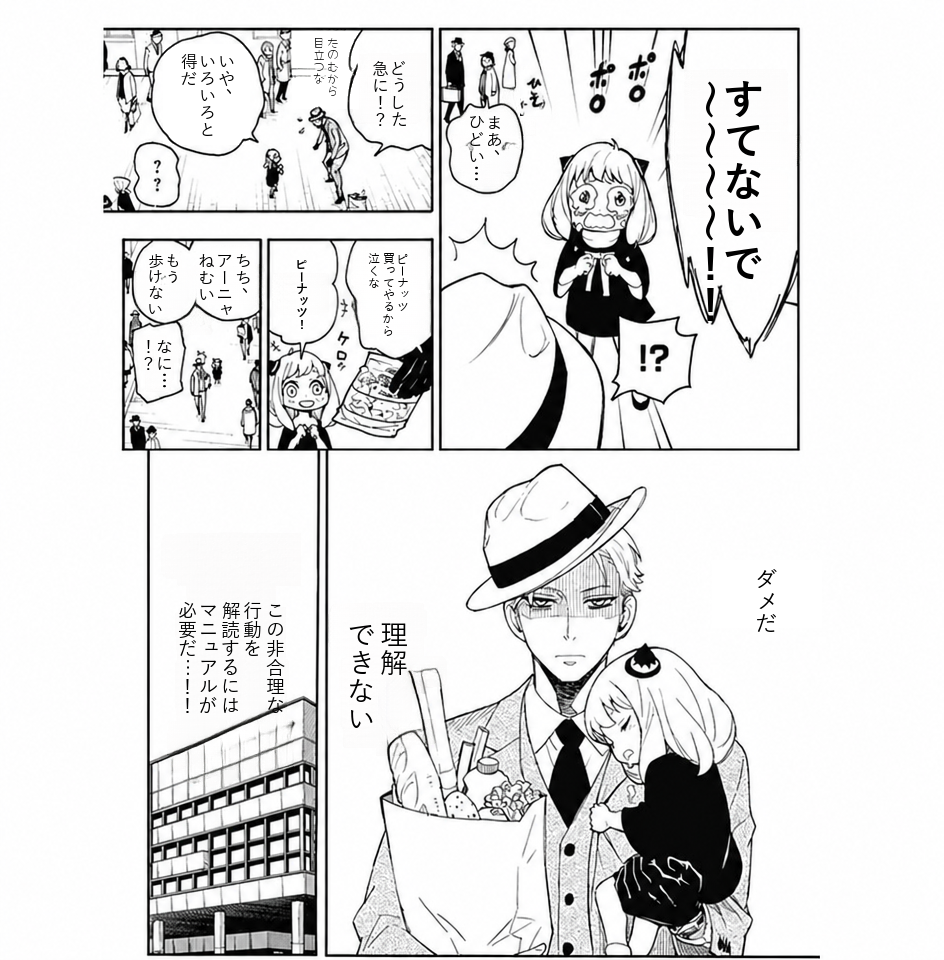 すてないで
～～～～～！！
ポロ
ポロ
ひそ
まあ、
ひどい…
!?
どうした
急に！？
たのむから
目立つな
いや、
いろいろと
得だ
？？
ピーナッツ
買ってやるから
泣くな
ケロッ
ピーナッツ！
ちち、
アーニャ
ねむい
もう
歩けない
なに…
！？
ダメだ
理解
できない
この非合理な
行動を
解読するには
マニュアルが
必要だ…！！